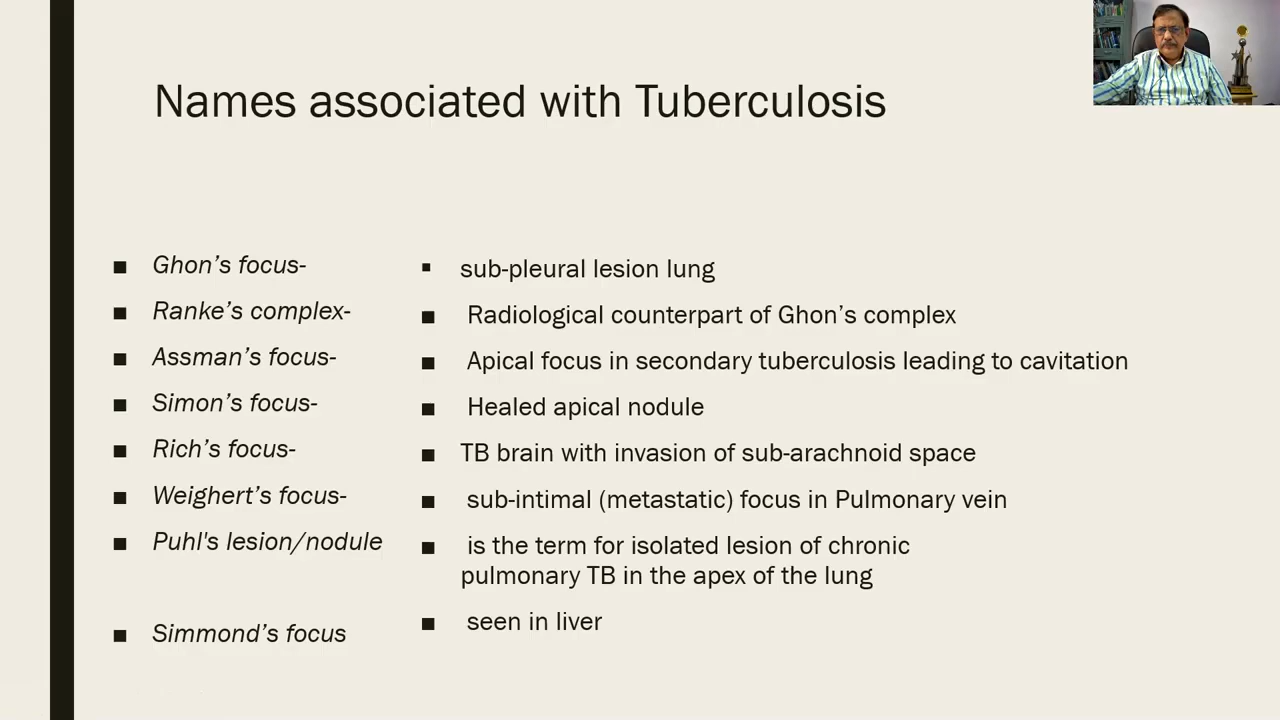 Names associated with Tuberculosis
Ghon's focus-
sub-pleural lesion lung
Ranke's complex-
Radiological counterpart of Ghon's complex
Assman's focus-
Apical focus in secondary tuberculosis leading to cavitation
Simon's focus-
Healed apical nodule
Rich's focus-
TB brain with invasion of sub-arachnoid space
Weighert's focus-
sub-intimal (metastatic) focus in Pulmonary vein
Puhl's lesion/nodule
is the term for isolated lesion of chronic
pulmonary TB in the apex of the lung
Simmond's focus
seen in liver